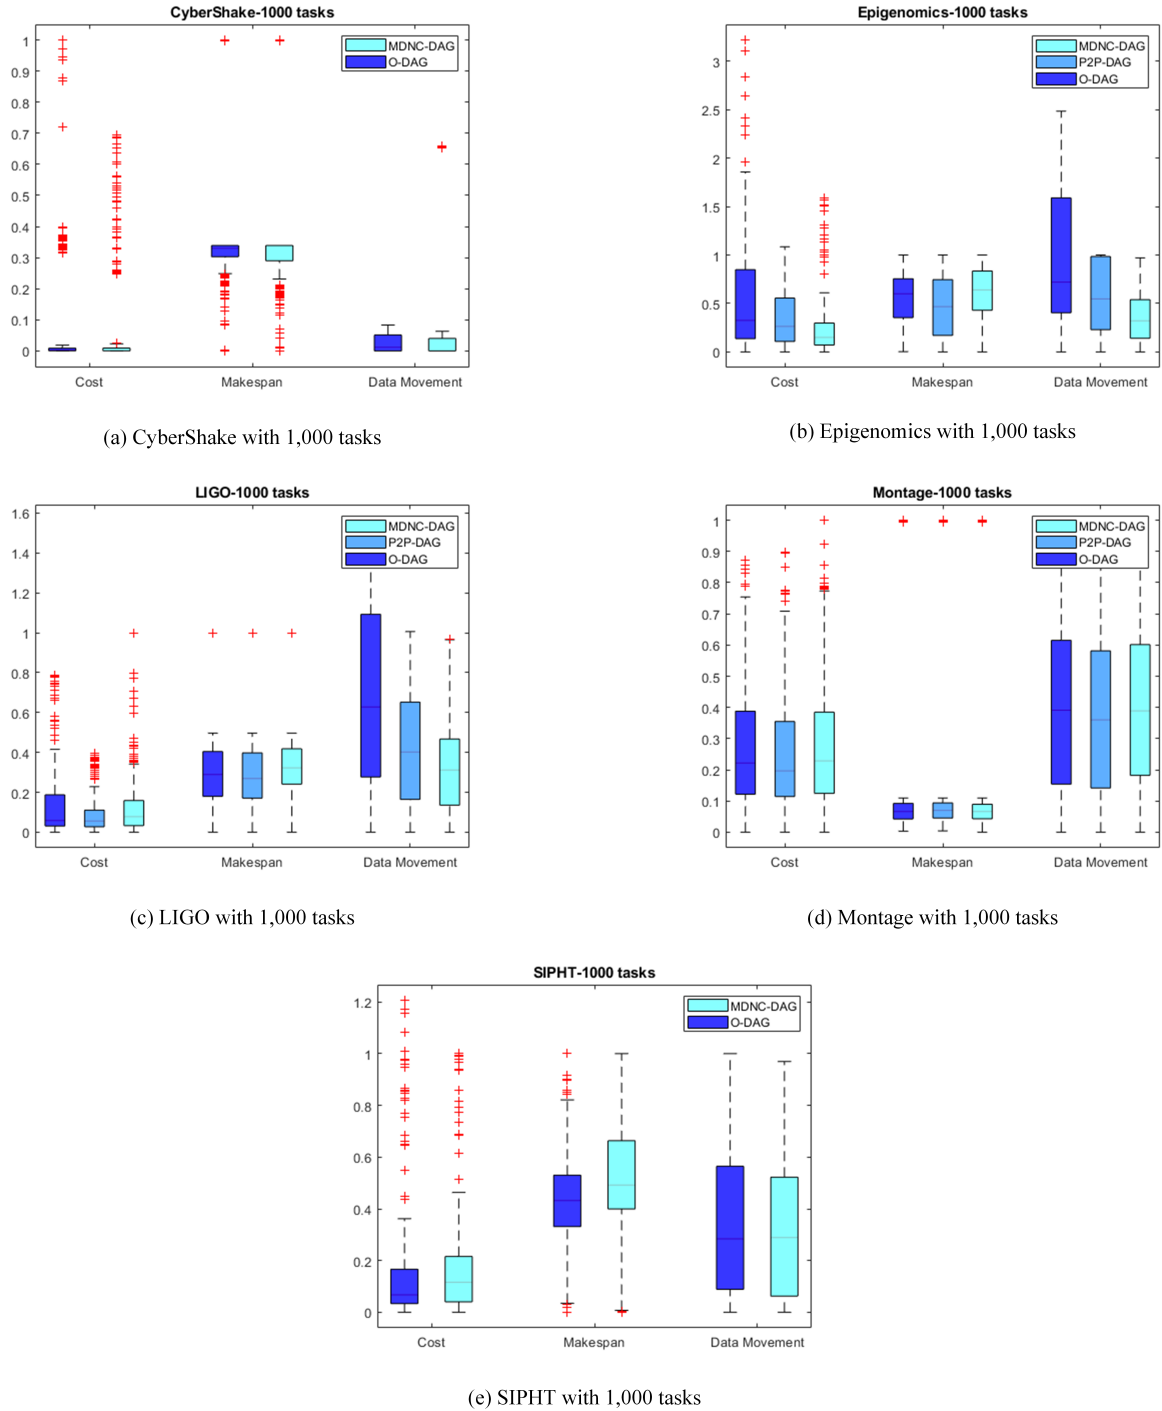 CyberShake-1000 tasks
MDNC-DAG
O-DAG
1
0.9
0.8
0.7
0.6
0.5
0.4
0.3
0.2
0.1
0
Cost Makespan Data Movement
(a) CyberShake with 1,000 tasks
Epigenomics-1000 tasks
MDNC-DAG
P2P-DAG
O-DAG
3
2.5
2
1.5
1
0.5
0
Cost Makespan Data Movement
(b) Epigenomics with 1,000 tasks
LIGO-1000 tasks
MDNC-DAG
P2P-DAG
O-DAG
1.6
1.4
1.2
1
0.8
0.6
0.4
0.2
0
Cost Makespan Data Movement
(c) LIGO with 1,000 tasks
Montage-1000 tasks
MDNC-DAG
P2P-DAG
O-DAG
1
0.9
0.8
0.7
0.6
0.5
0.4
0.3
0.2
0.1
0
Cost Makespan Data Movement
(d) Montage with 1,000 tasks
SIPHT-1000 tasks
MDNC-DAG
O-DAG
1.2
1
0.8
0.6
0.4
0.2
0
Cost Makespan Data Movement
(e) SIPHT with 1,000 tasks